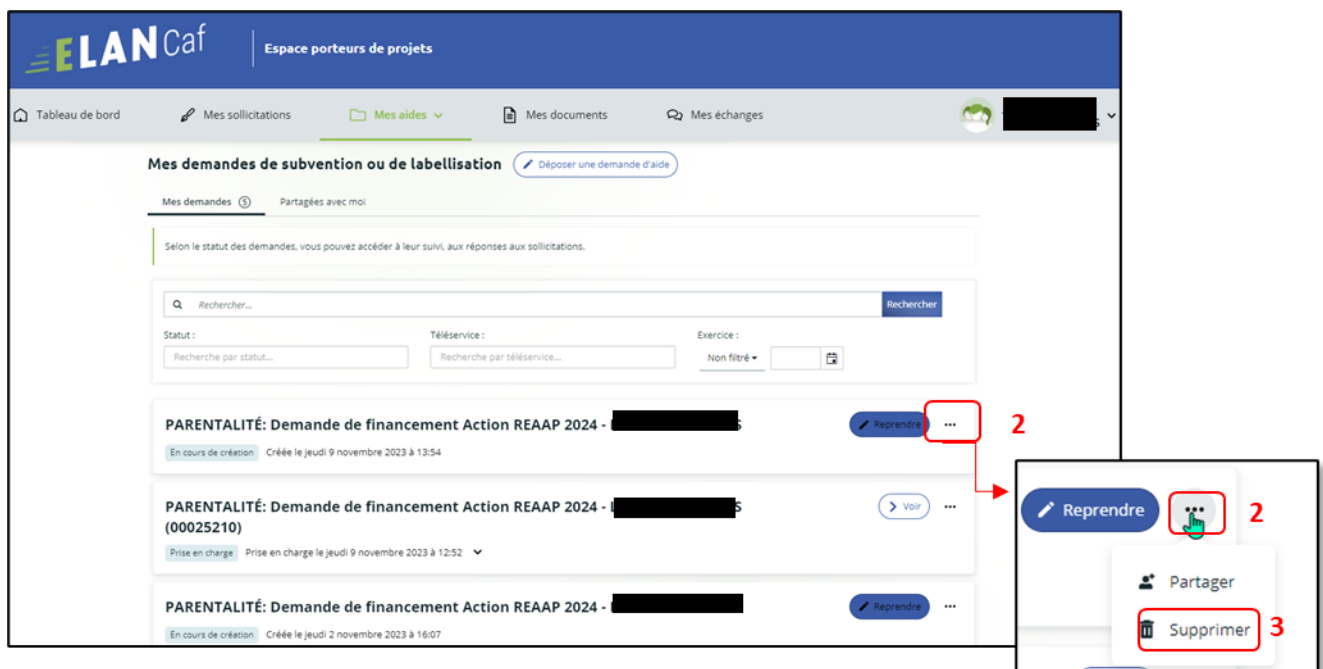 ELAN Caf
Espace porteurs de projets
Tableau de bord
Mes sollicitations
Mes aides
Mes documents
Mes échanges
s
Mes demandes de subvention ou de labellisation
Déposer une demande d'aide
Mes demandes 5
Partagées avec moi
Selon le statut des demandes, vous pouvez accéder à leur suivi, aux réponses aux sollicitations.
Rechercher...
Rechercher
Statut :
Téléservice :
Exercice :
Recherche par statut...
Recherche par téléservice...
Non filtré
PARENTALITÉ: Demande de financement Action REAAP 2024 -
Reprendre
...
2
En cours de création Créée le jeudi 9 novembre 2023 à 13:54
PARENTALITÉ: Demande de financement Action REAAP 2024 -
(00025210)
Voir
...
Prise en charge Prise en charge le jeudi 9 novembre 2023 à 12:52
PARENTALITÉ: Demande de financement Action REAAP 2024 -
Reprendre
...
En cours de création Créée le jeudi 2 novembre 2023 à 16:07
Reprendre
...
2
Partager
Supprimer 3